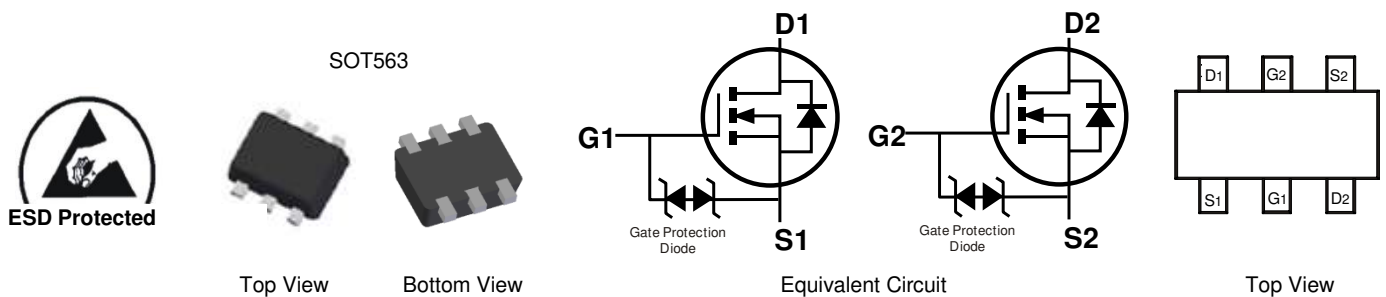 SOT563
ESD Protected
Top View
Bottom View
D1
G1
S1
Gate Protection
Diode
D2
G2
S2
Gate Protection
Diode
Equivalent Circuit
D1 G2 S2
S1 G1 D2
Top View